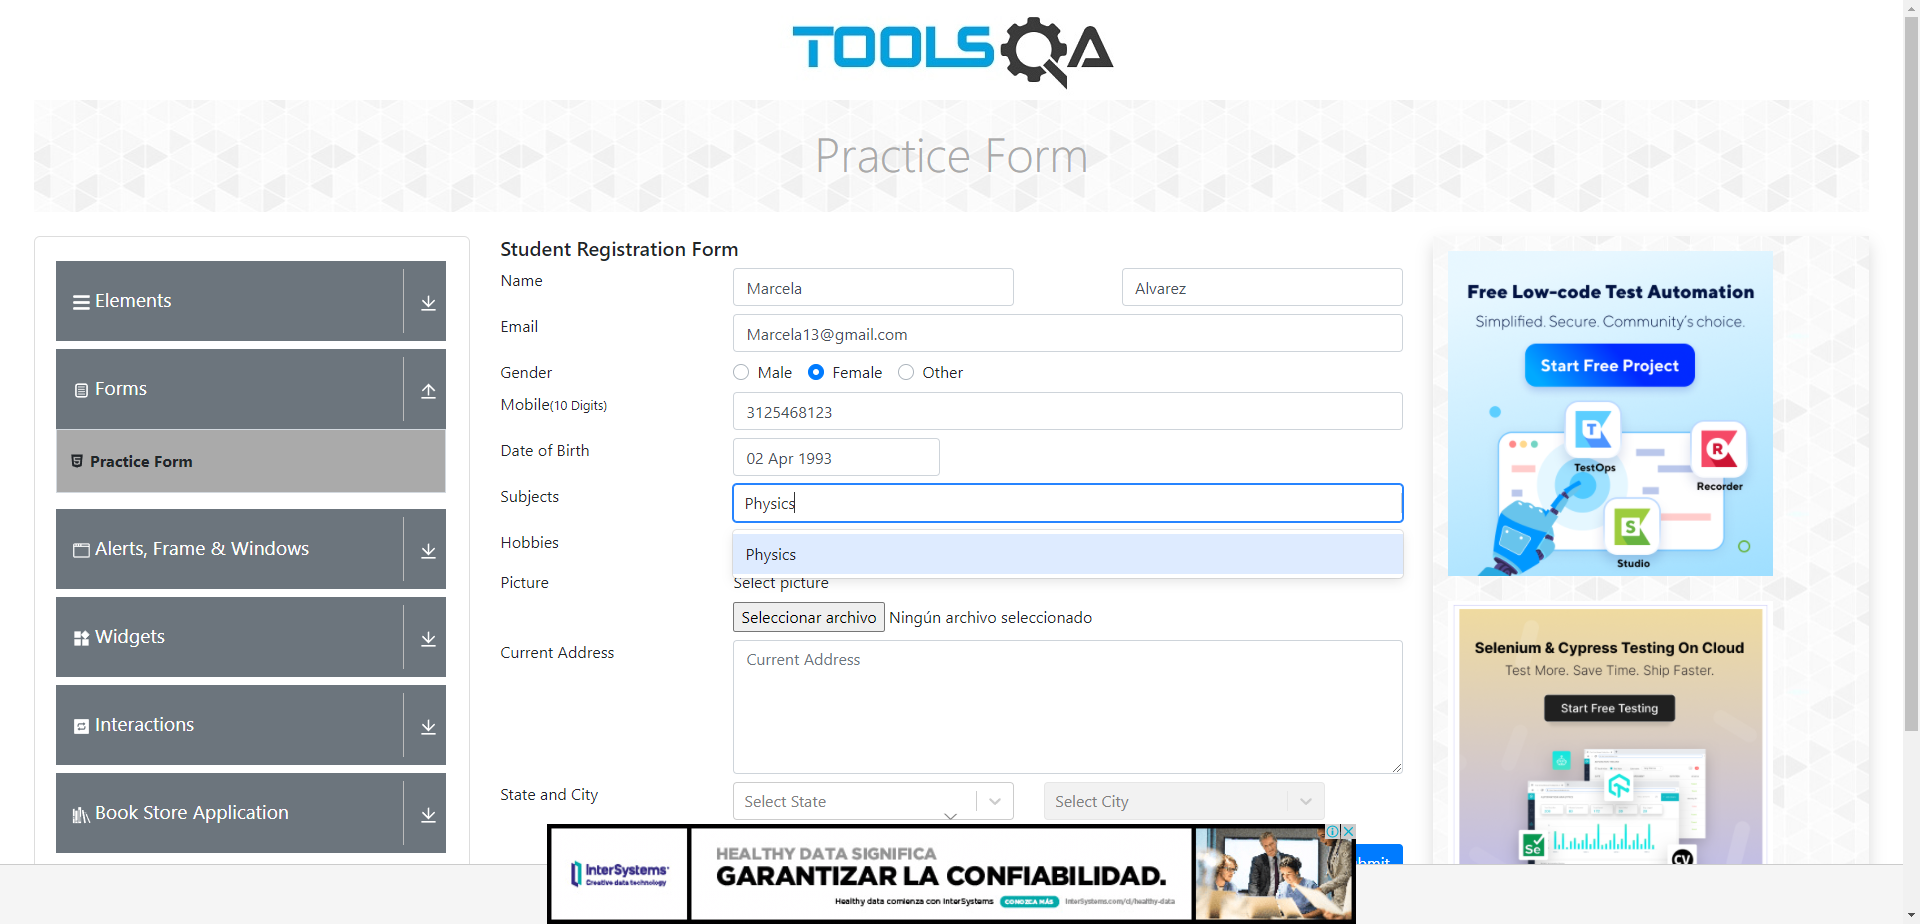 TOOLSQA
Practice Form
Elements
Forms
Practice Form
Alerts, Frame & Windows
Widgets
Interactions
Book Store Application
Student Registration Form
Name
Marcela
Alvarez
Email
Marcela13@gmail.com
Gender
Male
Female
Other
Mobile(10 Digits)
3125468123
Date of Birth
02 Apr 1993
Subjects
Physics
Physics
Hobbies
Picture
Select picture
Seleccionar archivo
Ningún archivo seleccionado
Current Address
Current Address
State and City
Select State
Select City
Free Low-code Test Automation
Simplified. Secure. Community's choice.
Start Free Project
TestOps
Recorder
Studio
Selenium & Cypress Testing On Cloud
Test More. Save Time. Ship Faster.
Start Free Testing
Se
CY
InterSystems
Creative data technology
HEALTHY DATA SIGNIFICA
GARANTIZAR LA CONFIABILIDAD.
Healthy data comienza con InterSystems
CONOZCA MÁS
InterSystems.com/cl/healthy-data